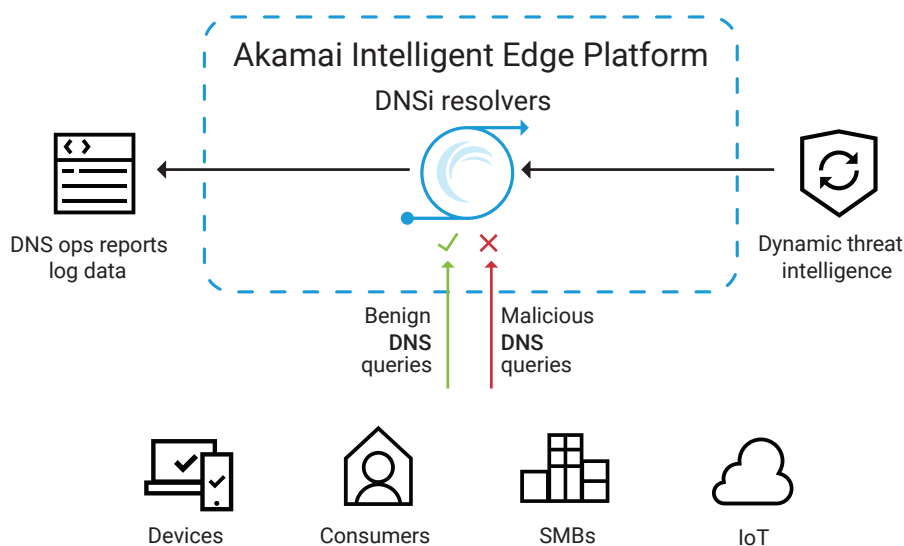 Akamai Intelligent Edge Platform
DNSi resolvers
DNS ops reports
log data
Dynamic threat
intelligence
Benign
DNS
queries
Malicious
DNS
queries
Devices
Consumers
SMBs
IoT